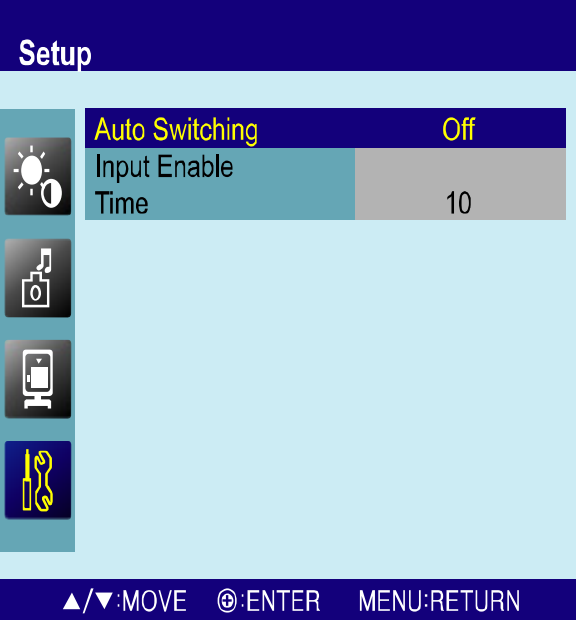 Setup
Auto Switching Off
Input Enable
Time 10
▲/▼:MOVE ⊕:ENTER MENU:RETURN